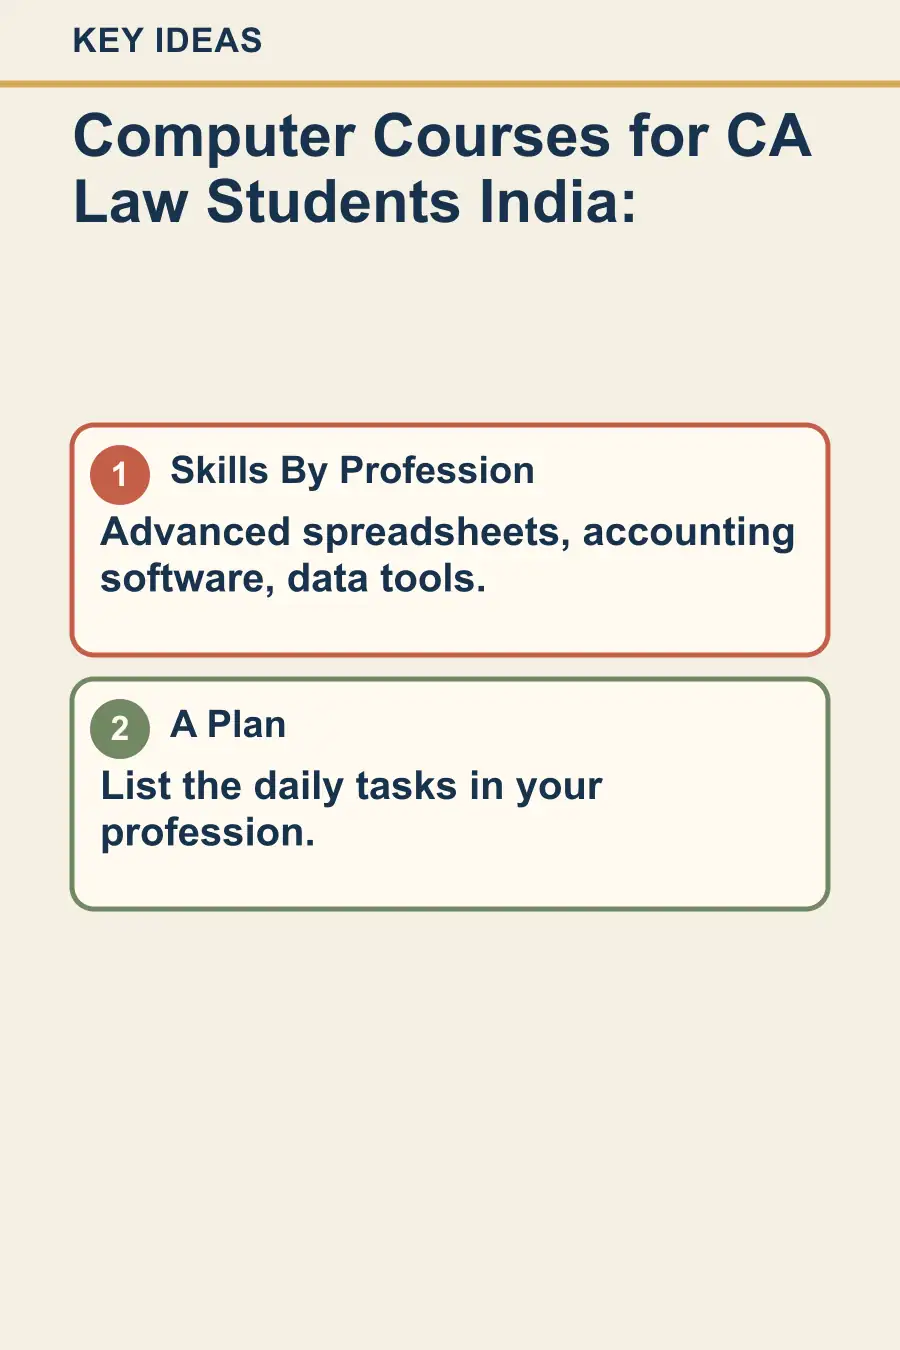 KEY IDEAS
Computer Courses for CA
Law Students India:
1 Skills By Profession
Advanced spreadsheets, accounting
software, data tools.
2 A Plan
List the daily tasks in your
profession.